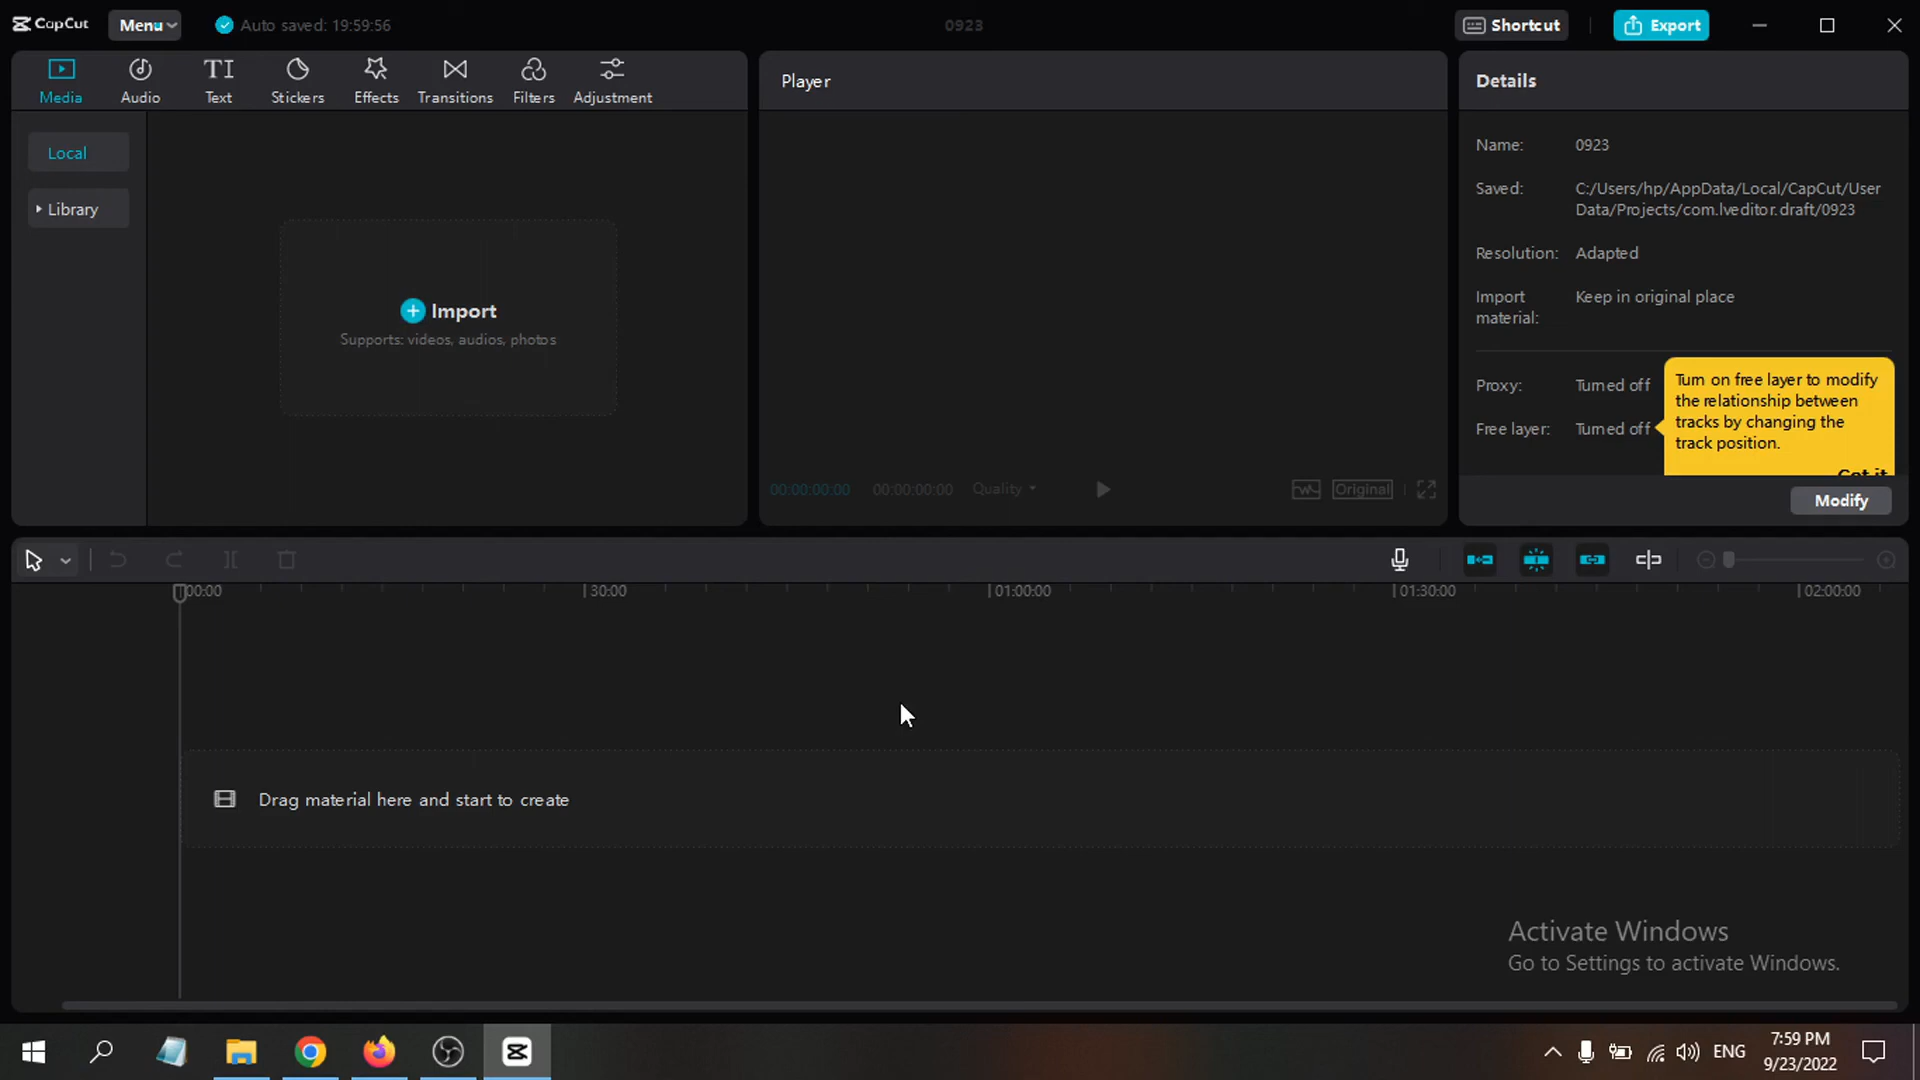 CapCut
Menu
Auto saved: 19:59:56
0923
Shortcut
Export
Media
Audio
TI
Text
Stickers
Effects
Transitions
Filters
Adjustment
Player
Details
Local
Library
Import
Supports: videos, audios, photos
Name: 0923
Saved: C:/Users/hp/AppData/Local/CapCut/User
Data/Projects/com.lveditor.draft/0923
Resolution: Adapted
Import Keep in original place
material:
Proxy: Turned off
Free layer: Turned off
Turn on free layer to modify
the relationship between
tracks by changing the
track position.
Got it
Modify
00:00:00:00
00:00:00:00
Quality
Original
00:00
30:00
01:00:00
01:30:00
02:00:00
Drag material here and start to create
Activate Windows
Go to Settings to activate Windows.
ENG
7:59 PM
9/23/2022